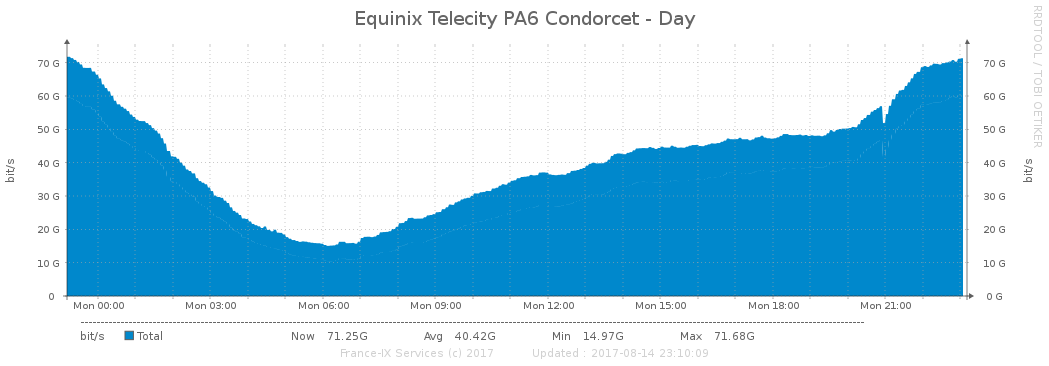 Equinix Telecity PA6 Condorcet - Day
RRDTOOL / TOBI OETIKER
bit/s
70 G
60 G
50 G
40 G
30 G
20 G
10 G
0
70 G
60 G
50 G
40 G
30 G
20 G
10 G
0 G
bit/s
Mon 00:00 Mon 03:00 Mon 06:00 Mon 09:00 Mon 12:00 Mon 15:00 Mon 18:00 Mon 21:00
bit/s Total Now 71.25G Avg 40.42G Min 14.97G Max 71.68G
France-IX Services (c) 2017 Updated : 2017-08-14 23:10:09